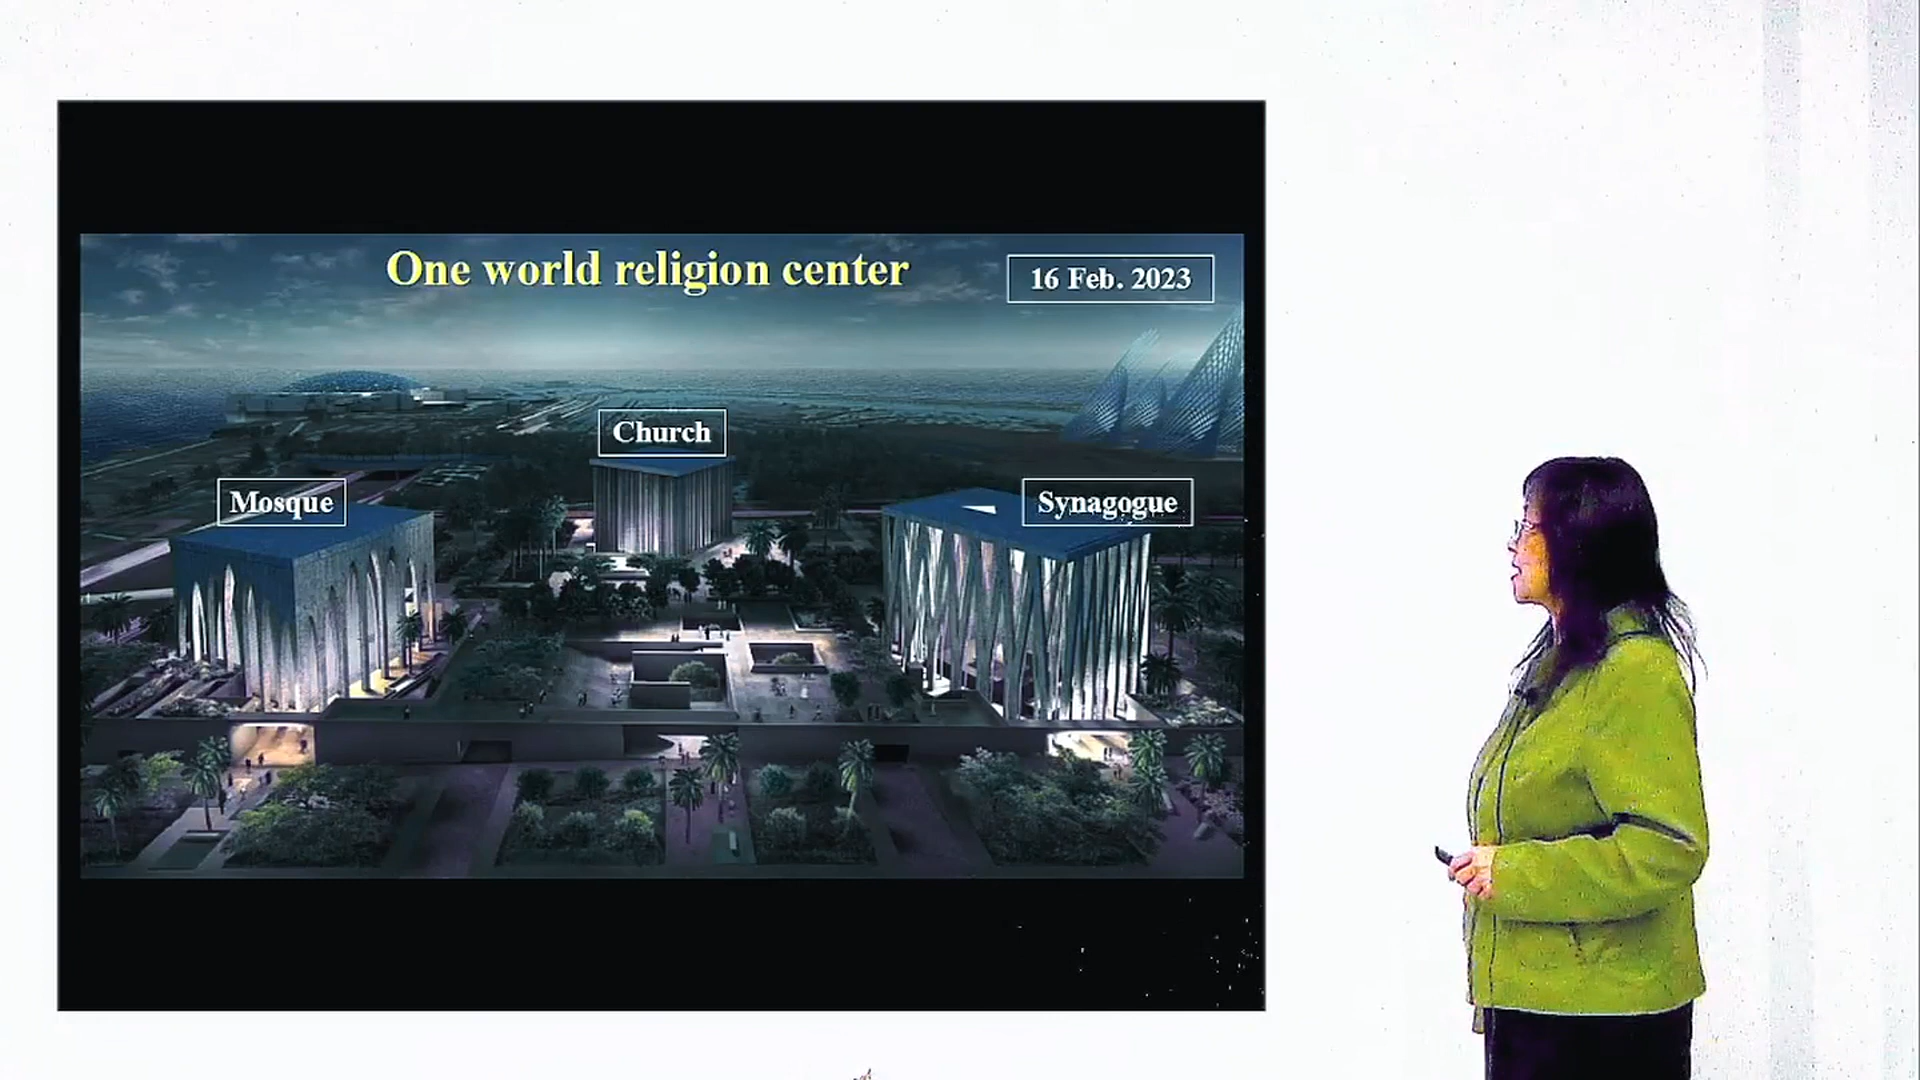 One world religion center
16 Feb. 2023
Church
Mosque
Synagogue